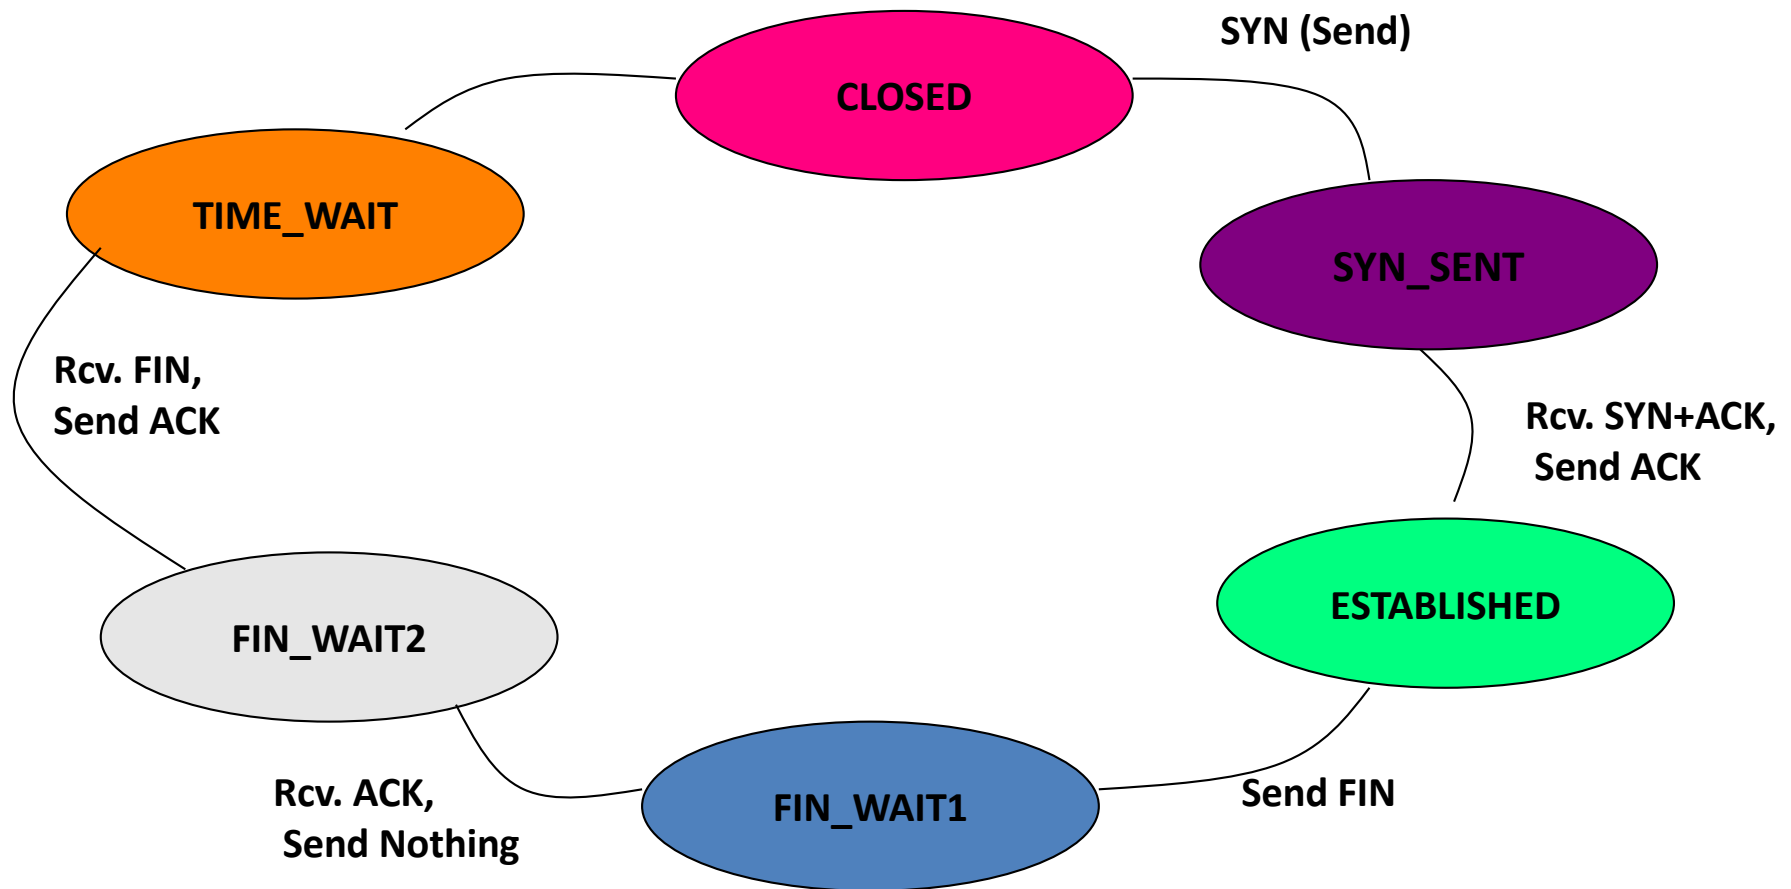 SYN (Send)
CLOSED
TIME_WAIT
SYN_SENT
Rcv. FIN,
Send ACK
Rcv. SYN+ACK,
Send ACK
ESTABLISHED
FIN_WAIT2
Rcv. ACK,
Send Nothing
FIN_WAIT1
Send FIN